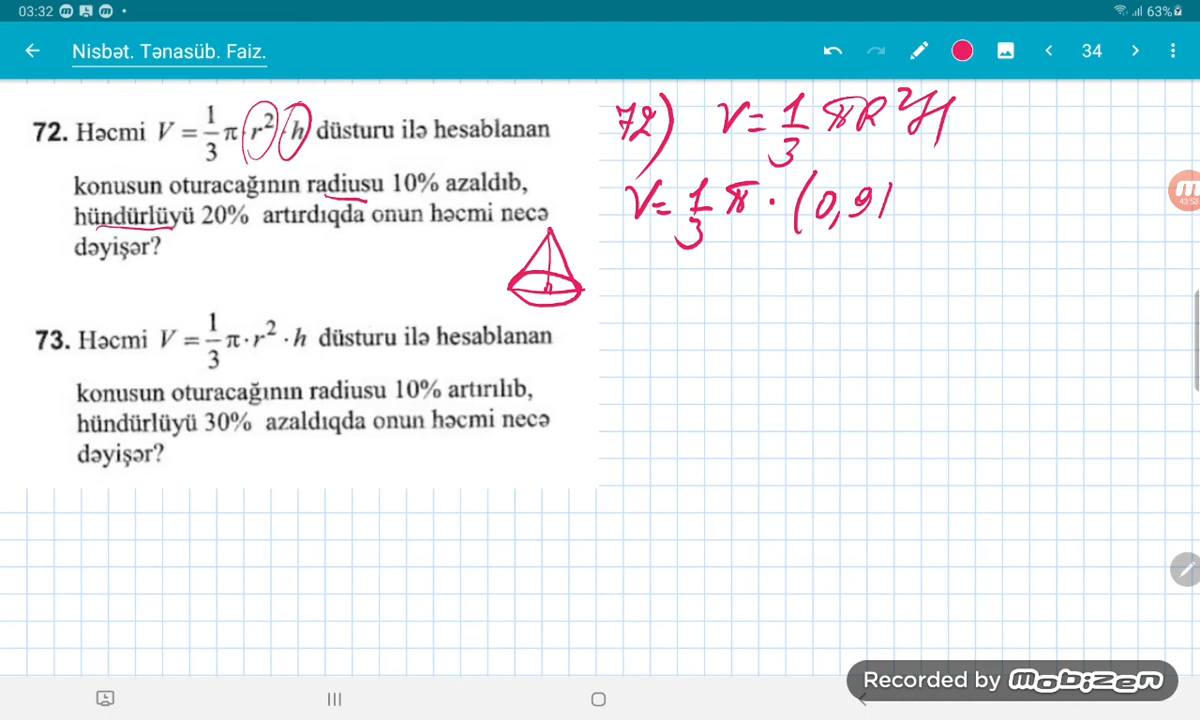 03:32
63%
Nisbət. Tənasüb. Faiz.
34
72. Həcmi V = 1/3 π r² · h düsturu ilə hesablanan
konusun oturacağının radiusu 10% azaldıb,
hündürlüyü 20% artırdıqda onun həcmi necə
dəyişər?
73. Həcmi V = 1/3 π · r² · h düsturu ilə hesablanan
konusun oturacağının radiusu 10% artırılıb,
hündürlüyü 30% azaldıqda onun həcmi necə
dəyişər?
72) V = 1/3 πR²H
V = 1/3 π · (0,9
43:53
Recorded by mobizen